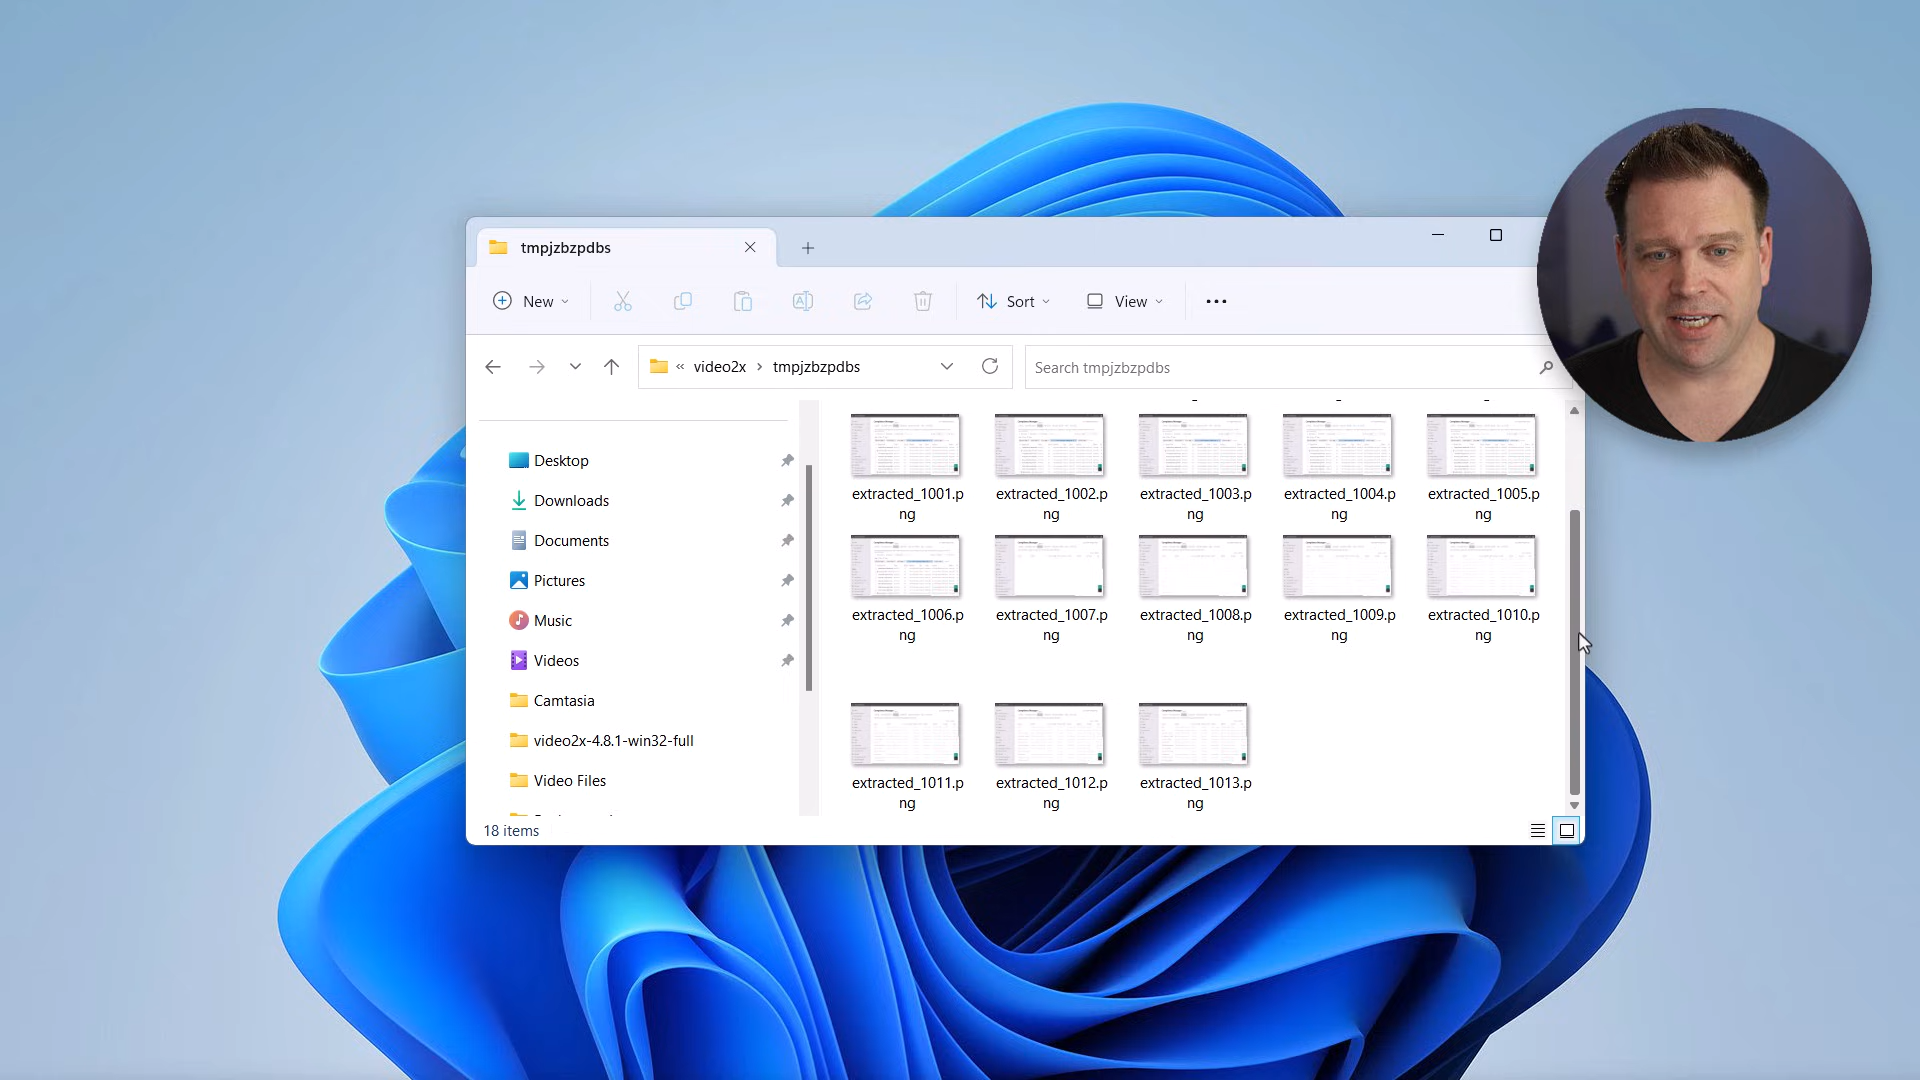 tmpjzbzpdbs
New
Sort
View
« video2x > tmpjzbzpdbs
Search tmpjzbzpdbs
Desktop
Downloads
Documents
Pictures
Music
Videos
Camtasia
video2x-4.8.1-win32-full
Video Files
extracted_1001.p
ng
extracted_1002.p
ng
extracted_1003.p
ng
extracted_1004.p
ng
extracted_1005.p
ng
extracted_1006.p
ng
extracted_1007.p
ng
extracted_1008.p
ng
extracted_1009.p
ng
extracted_1010.p
ng
extracted_1011.p
ng
extracted_1012.p
ng
extracted_1013.p
ng
18 items